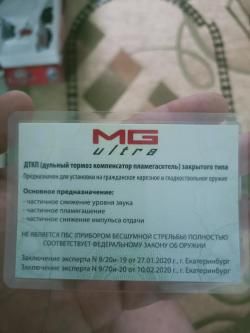 MG
ultra
ДТКП (дульный тормоз компенсатор пламегаситель) закрытого типа
Предназначен для установки на гражданское нарезное и гладкоствольное оружие
Основное предназначение:
- частичное снижение уровня звука
- частичное пламегашение
- частичное снижение импульса отдачи
НЕ ЯВЛЯЕТСЯ ПБС (ПРИБОРОМ БЕСШУМНОЙ СТРЕЛЬБЫ) ПОЛНОСТЬЮ
СООТВЕТСТВУЕТ ФЕДЕРАЛЬНОМУ ЗАКОНУ ОБ ОРУЖИИ
Заключение эксперта N 9/20и-19 от 27.01.2020 г., г. Екатеринбург
Заключение эксперта N 9/20и-20 от 10.02.2020 г., г. Екатеринбург